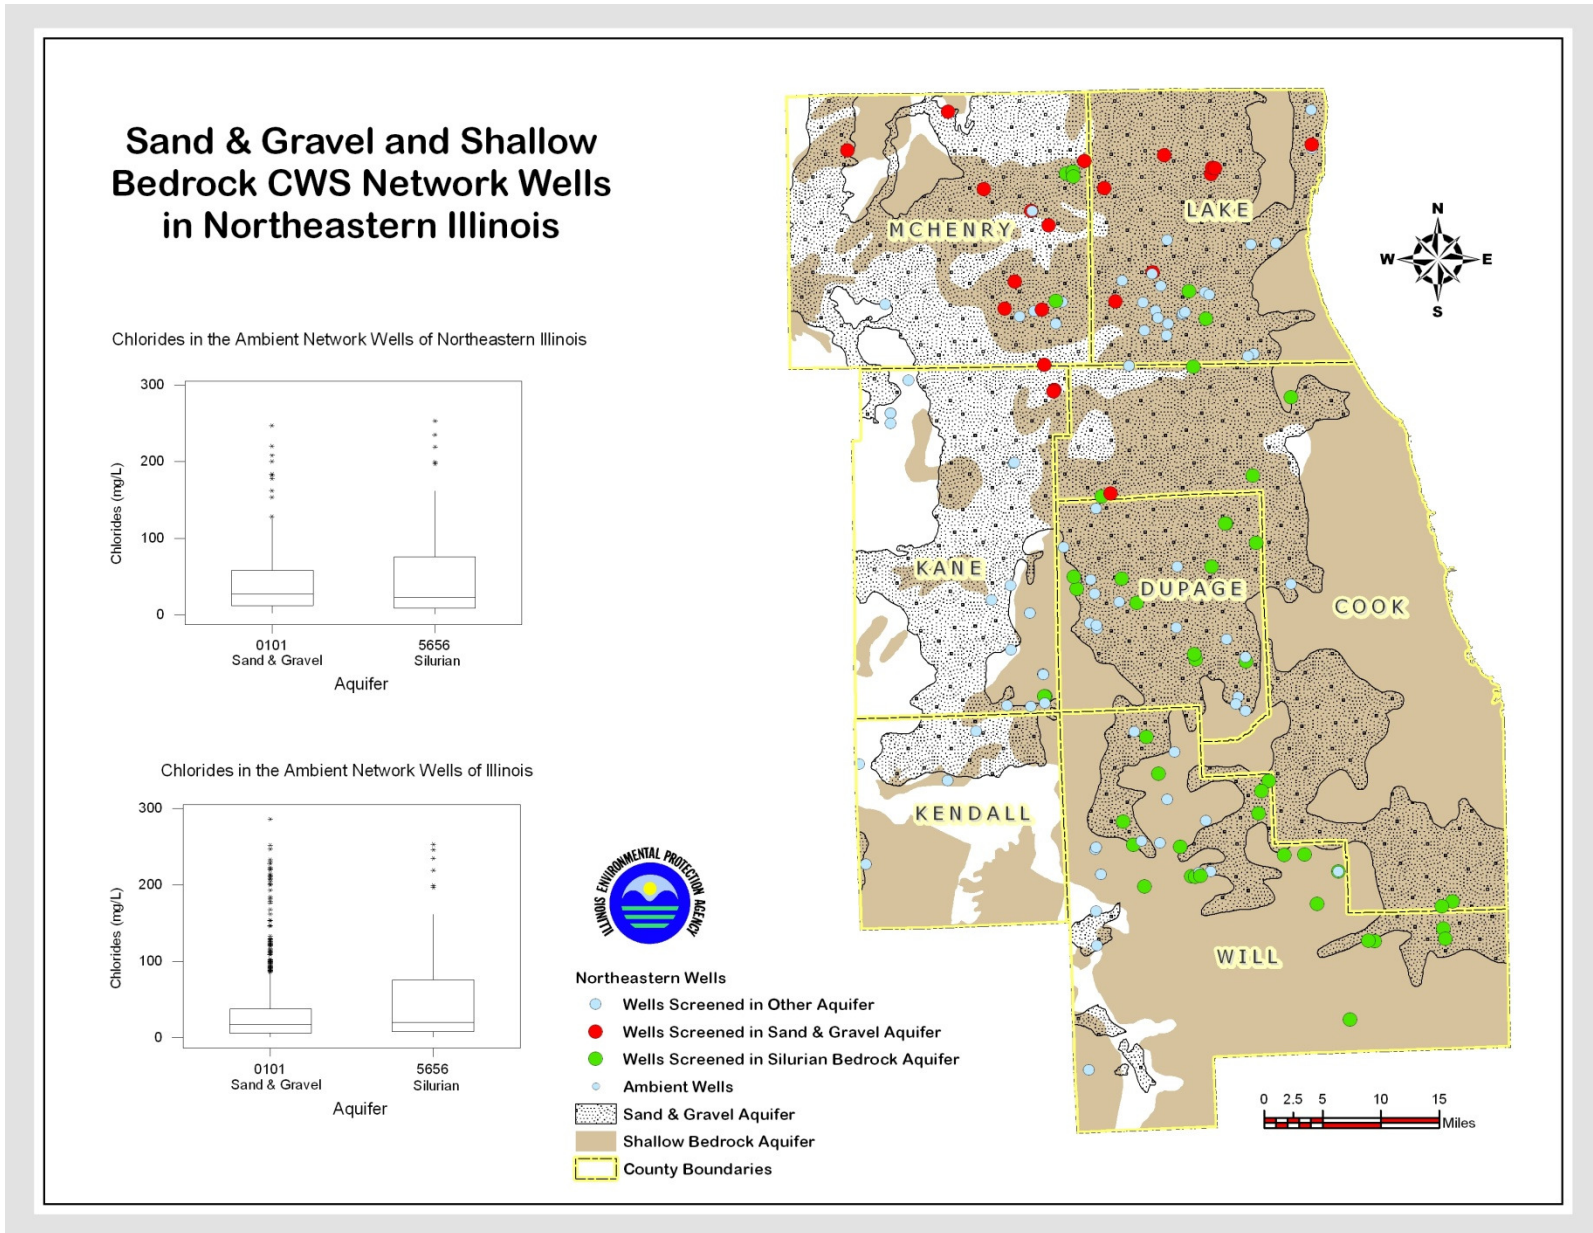 Sand & Gravel and Shallow
Bedrock CWS Network Wells
in Northeastern Illinois
Chlorides in the Ambient Network Wells of Northeastern Illinois
300
200
100
0
Chlorides (mg/L)
0101
Sand & Gravel
5656
Silurian
Aquifer
Chlorides in the Ambient Network Wells of Illinois
300
200
100
0
Chlorides (mg/L)
0101
Sand & Gravel
5656
Silurian
Aquifer
ILLINOIS ENVIRONMENTAL PROTECTION AGENCY
Northeastern Wells
Wells Screened in Other Aquifer
Wells Screened in Sand & Gravel Aquifer
Wells Screened in Silurian Bedrock Aquifer
Ambient Wells
Sand & Gravel Aquifer
Shallow Bedrock Aquifer
County Boundaries
MCHENRY
LAKE
KANE
DUPAGE
COOK
KENDALL
WILL
N
W
E
S
0 2.5 5 10 15
Miles